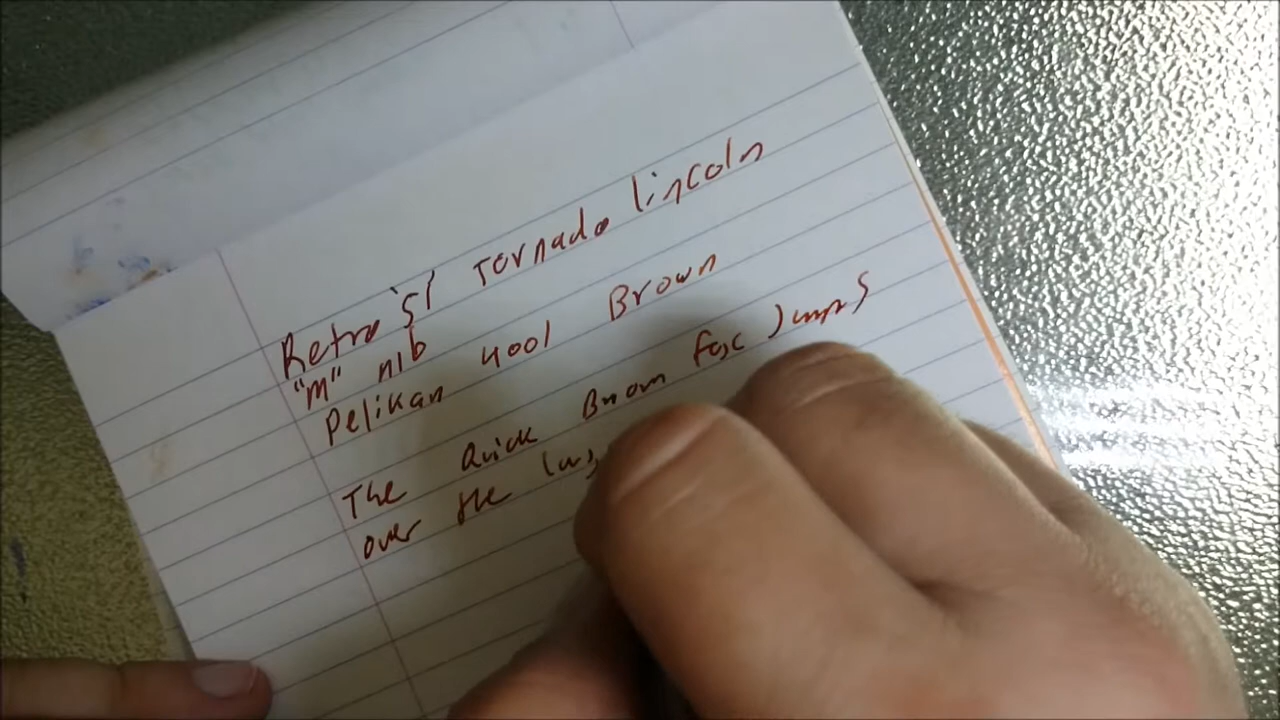 Retro '51 Tornado lincoln
"M" nib
Pelikan 4001 Brown
The Quick Brown fox Jumps
over the